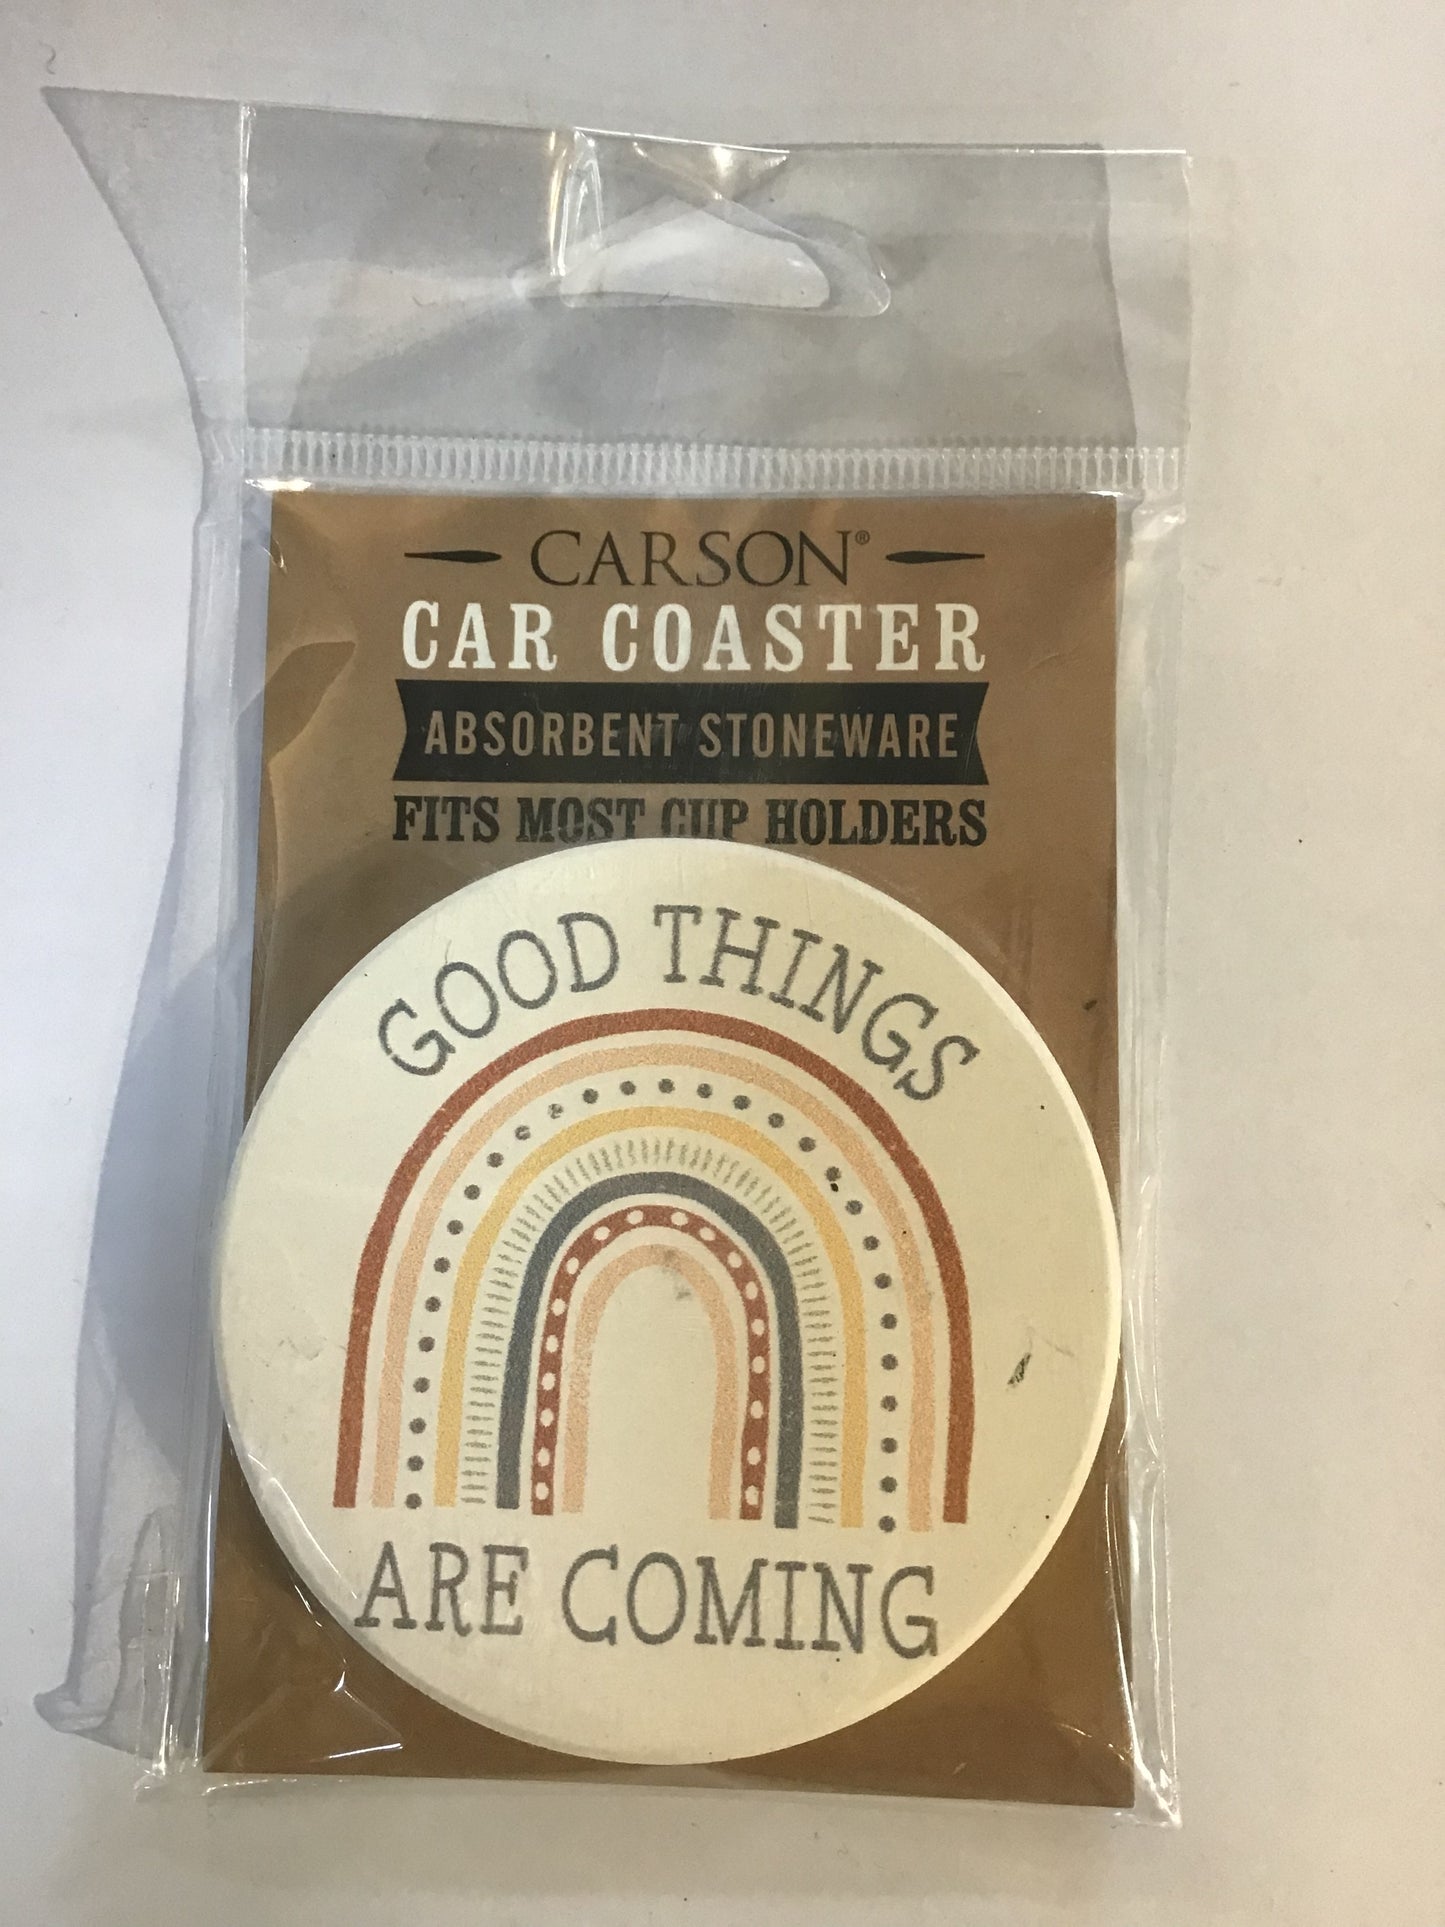 CARSON®
CAR COASTER
ABSORBENT STONEWARE
FITS MOST CUP HOLDERS
GOOD THINGS
ARE COMING